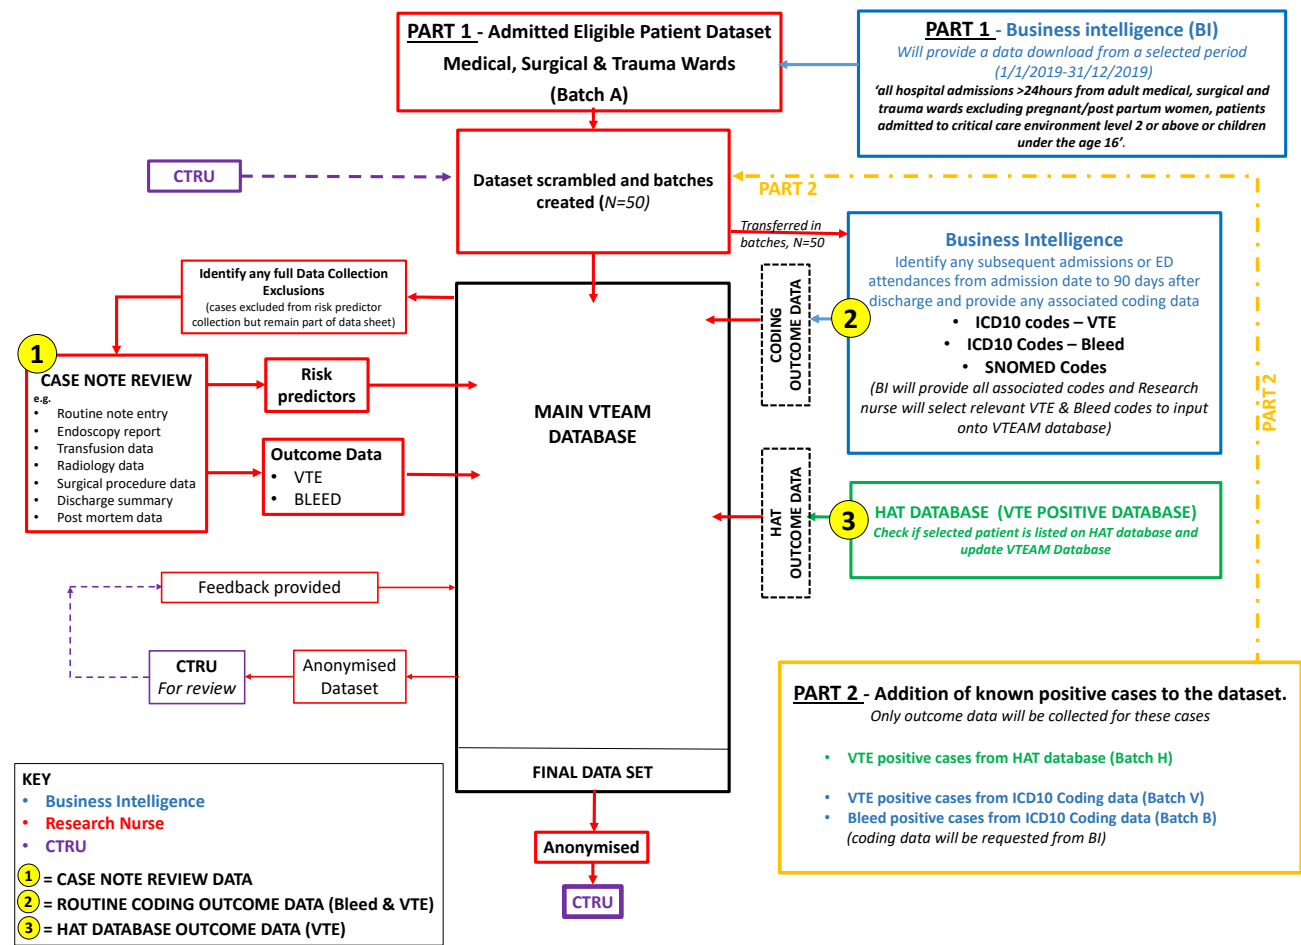 PART 1 - Admitted Eligible Patient Dataset
Medical, Surgical & Trauma Wards
(Batch A)
PART 1 - Business intelligence (BI)
Will provide a data download from a selected period
(1/1/2019-31/12/2019)
‘all hospital admissions >24hours from adult medical, surgical and
trauma wards excluding pregnant/post partum women, patients
admitted to critical care environment level 2 or above or children
under the age 16’.
CTRU
Dataset scrambled and batches
created (N=50)
PART 2
Transferred in
batches, N=50
Business Intelligence
Identify any subsequent admissions or ED
attendances from admission date to 90 days after
discharge and provide any associated coding data
• ICD10 codes – VTE
• ICD10 Codes – Bleed
• SNOMED Codes
(BI will provide all associated codes and Research
nurse will select relevant VTE & Bleed codes to input
onto VTEAM database)
2
CODING
OUTCOME DATA
PART 2
Identify any full Data Collection
Exclusions
(cases excluded from risk predictor
collection but remain part of data sheet)
1
CASE NOTE REVIEW
e.g.
• Routine note entry
• Endoscopy report
• Transfusion data
• Radiology data
• Surgical procedure data
• Discharge summary
• Post mortem data
Risk
predictors
Outcome Data
• VTE
• BLEED
MAIN VTEAM
DATABASE
HAT
OUTCOME DATA
3
HAT DATABASE (VTE POSITIVE DATABASE)
Check if selected patient is listed on HAT database and
update VTEAM Database
Feedback provided
CTRU
For review
Anonymised
Dataset
PART 2 - Addition of known positive cases to the dataset.
Only outcome data will be collected for these cases
• VTE positive cases from HAT database (Batch H)
• VTE positive cases from ICD10 Coding data (Batch V)
• Bleed positive cases from ICD10 Coding data (Batch B)
(coding data will be requested from BI)
FINAL DATA SET
Anonymised
CTRU
KEY
• Business Intelligence
• Research Nurse
• CTRU
1 = CASE NOTE REVIEW DATA
2 = ROUTINE CODING OUTCOME DATA (Bleed & VTE)
3 = HAT DATABASE OUTCOME DATA (VTE)